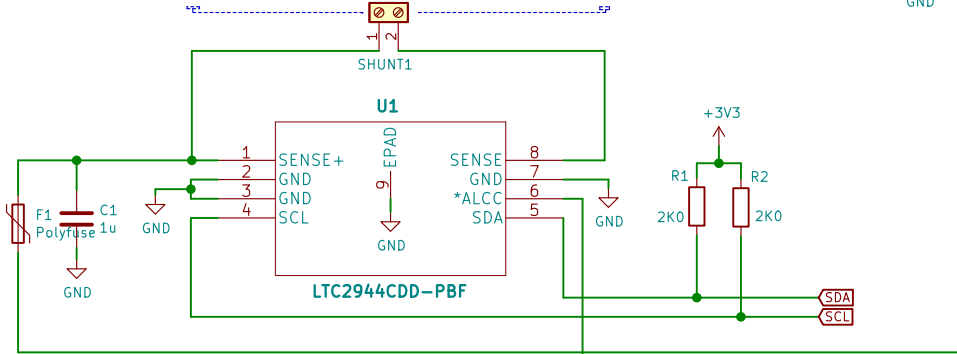 GND
1
2
SHUNT1
U1
+3V3
EPAD
1
SENSE+
SENSE
8
2
GND
9
GND
7
R1
R2
3
GND
*ALCC
6
F1
C1
4
SCL
SDA
5
2K0
2K0
Polyfuse
1u
GND
GND
GND
GND
LTC2944CDD-PBF
SDA
SCL